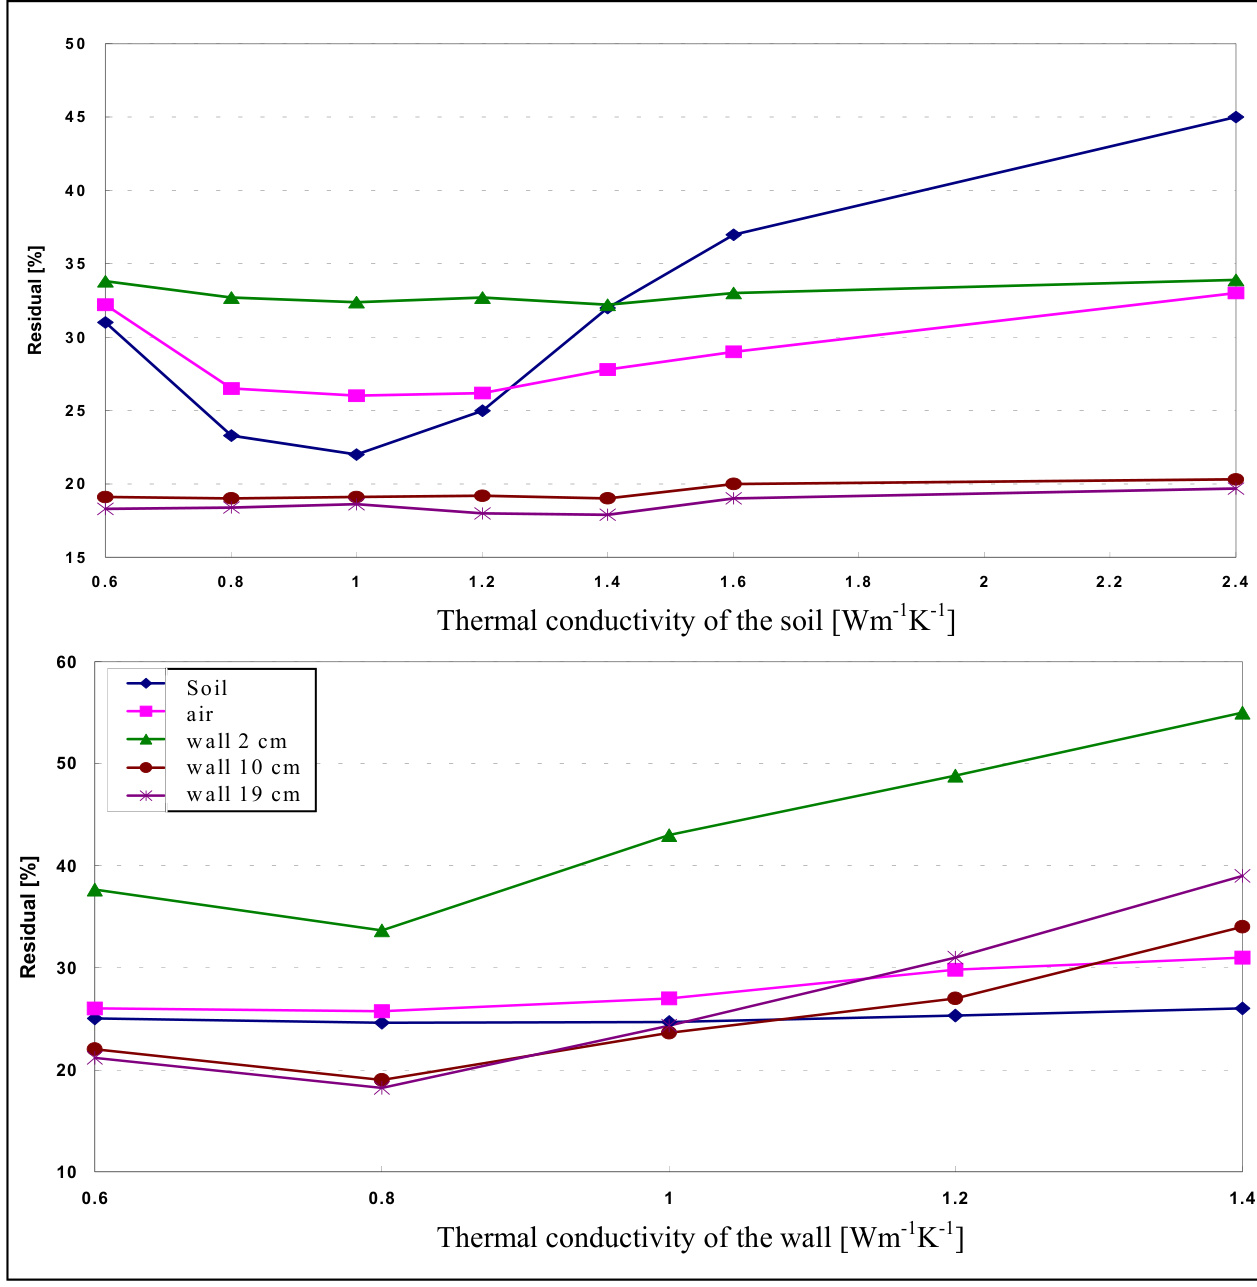 50
45
40
35
30
25
20
15
Residual [%]
0.6 0.8 1 1.2 1.4 1.6 1.8 2 2.2 2.4
Thermal conductivity of the soil [Wm⁻¹K⁻¹]
60
50
40
30
20
10
Residual [%]
Soil
air
wall 2 cm
wall 10 cm
wall 19 cm
0.6 0.8 1 1.2 1.4
Thermal conductivity of the wall [Wm⁻¹K⁻¹]